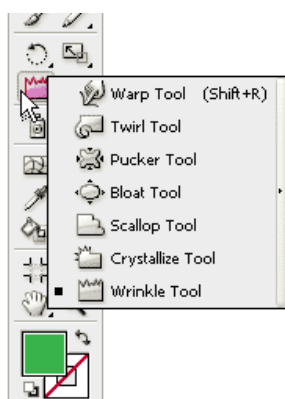 Warp Tool (Shift+R)
Twirl Tool
Pucker Tool
Bloat Tool
Scallop Tool
Crystallize Tool
Wrinkle Tool